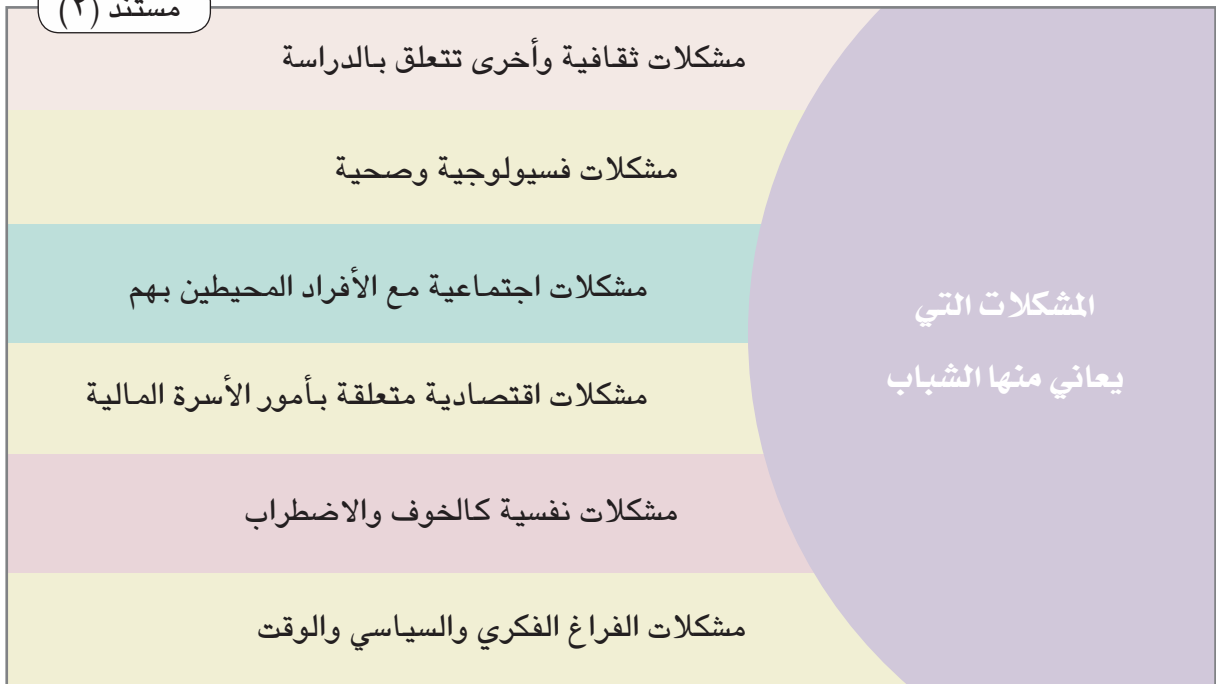 مستند (٢)
المشكلات التي
يعاني منها الشباب
مشكلات ثقافية وأخرى تتعلق بالدراسة
مشكلات فسيولوجية وصحية
مشكلات اجتماعية مع الأفراد المحيطين بهم
مشكلات اقتصادية متعلقة بأمور الأسرة المالية
مشكلات نفسية كالخوف والاضطراب
مشكلات الفراغ الفكري والسياسي والوقت